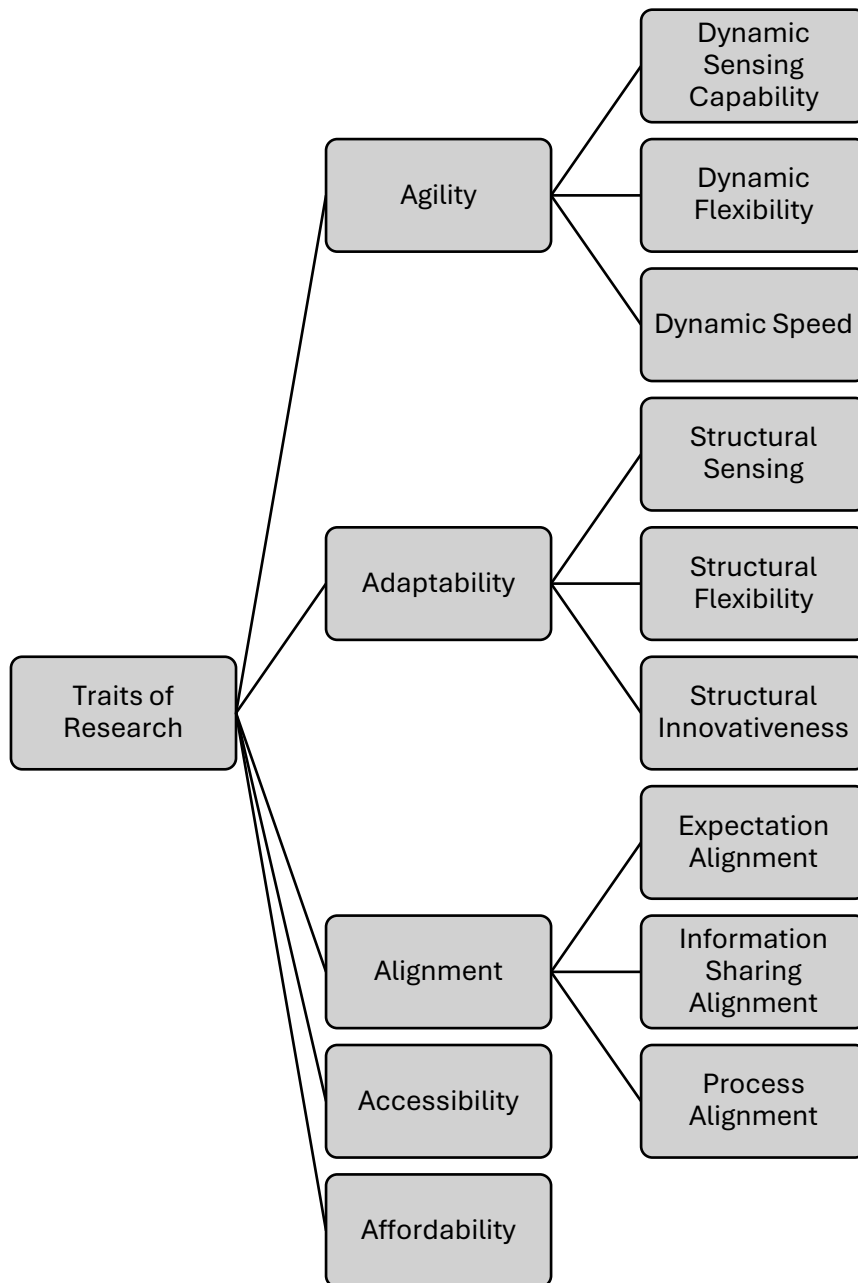 Traits of
Research
Agility
Dynamic
Sensing
Capability
Dynamic
Flexibility
Dynamic Speed
Adaptability
Structural
Sensing
Structural
Flexibility
Structural
Innovativeness
Alignment
Expectation
Alignment
Information
Sharing
Alignment
Process
Alignment
Accessibility
Affordability